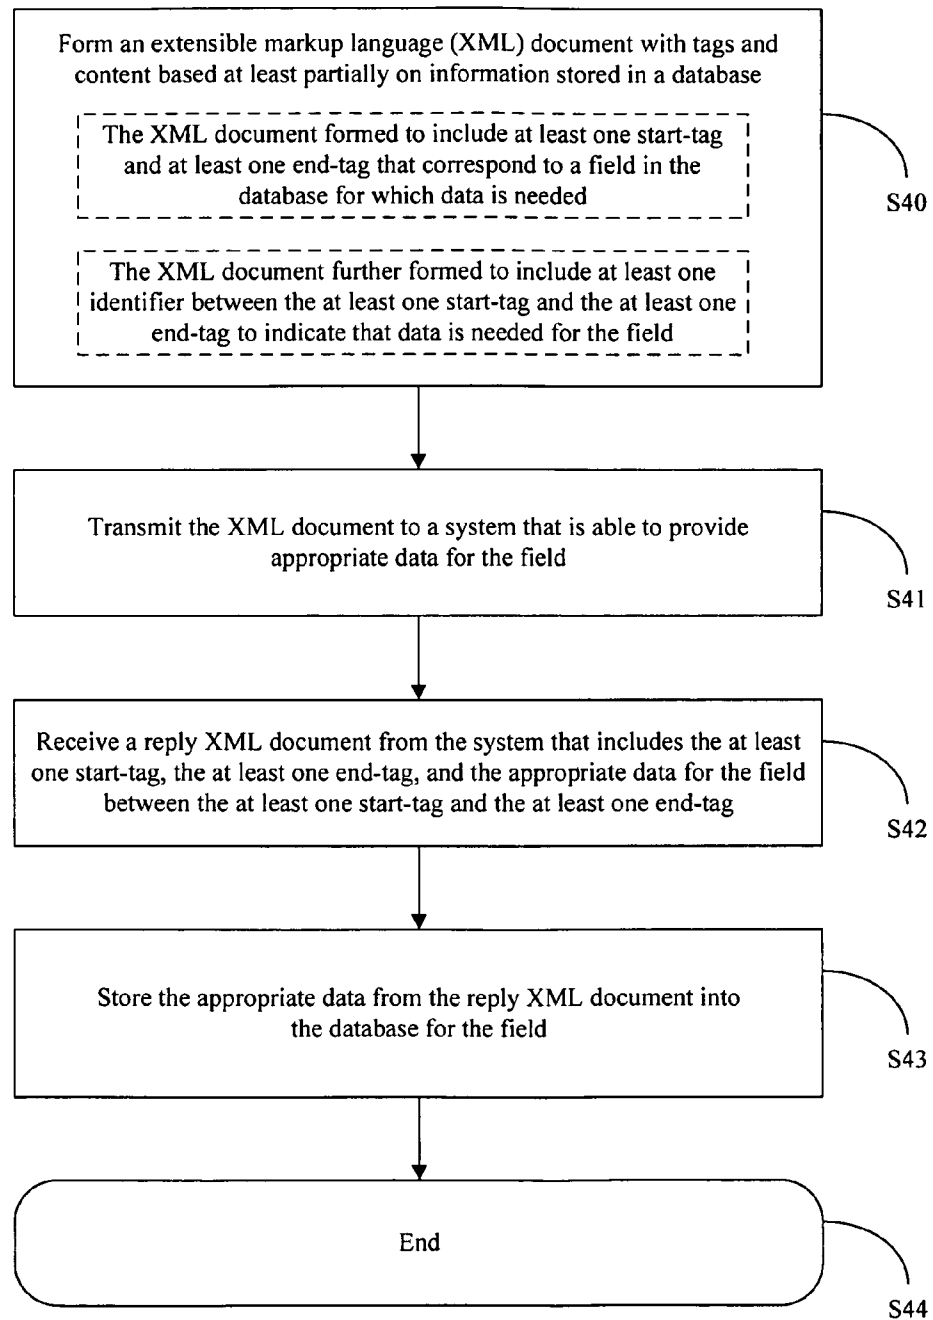 Form an extensible markup language (XML) document with tags and
content based at least partially on information stored in a database
The XML document formed to include at least one start-tag
and at least one end-tag that correspond to a field in the
database for which data is needed
The XML document further formed to include at least one
identifier between the at least one start-tag and the at least one
end-tag to indicate that data is needed for the field
S40
Transmit the XML document to a system that is able to provide
appropriate data for the field
S41
Receive a reply XML document from the system that includes the at least
one start-tag, the at least one end-tag, and the appropriate data for the field
between the at least one start-tag and the at least one end-tag
S42
Store the appropriate data from the reply XML document into
the database for the field
S43
End
S44